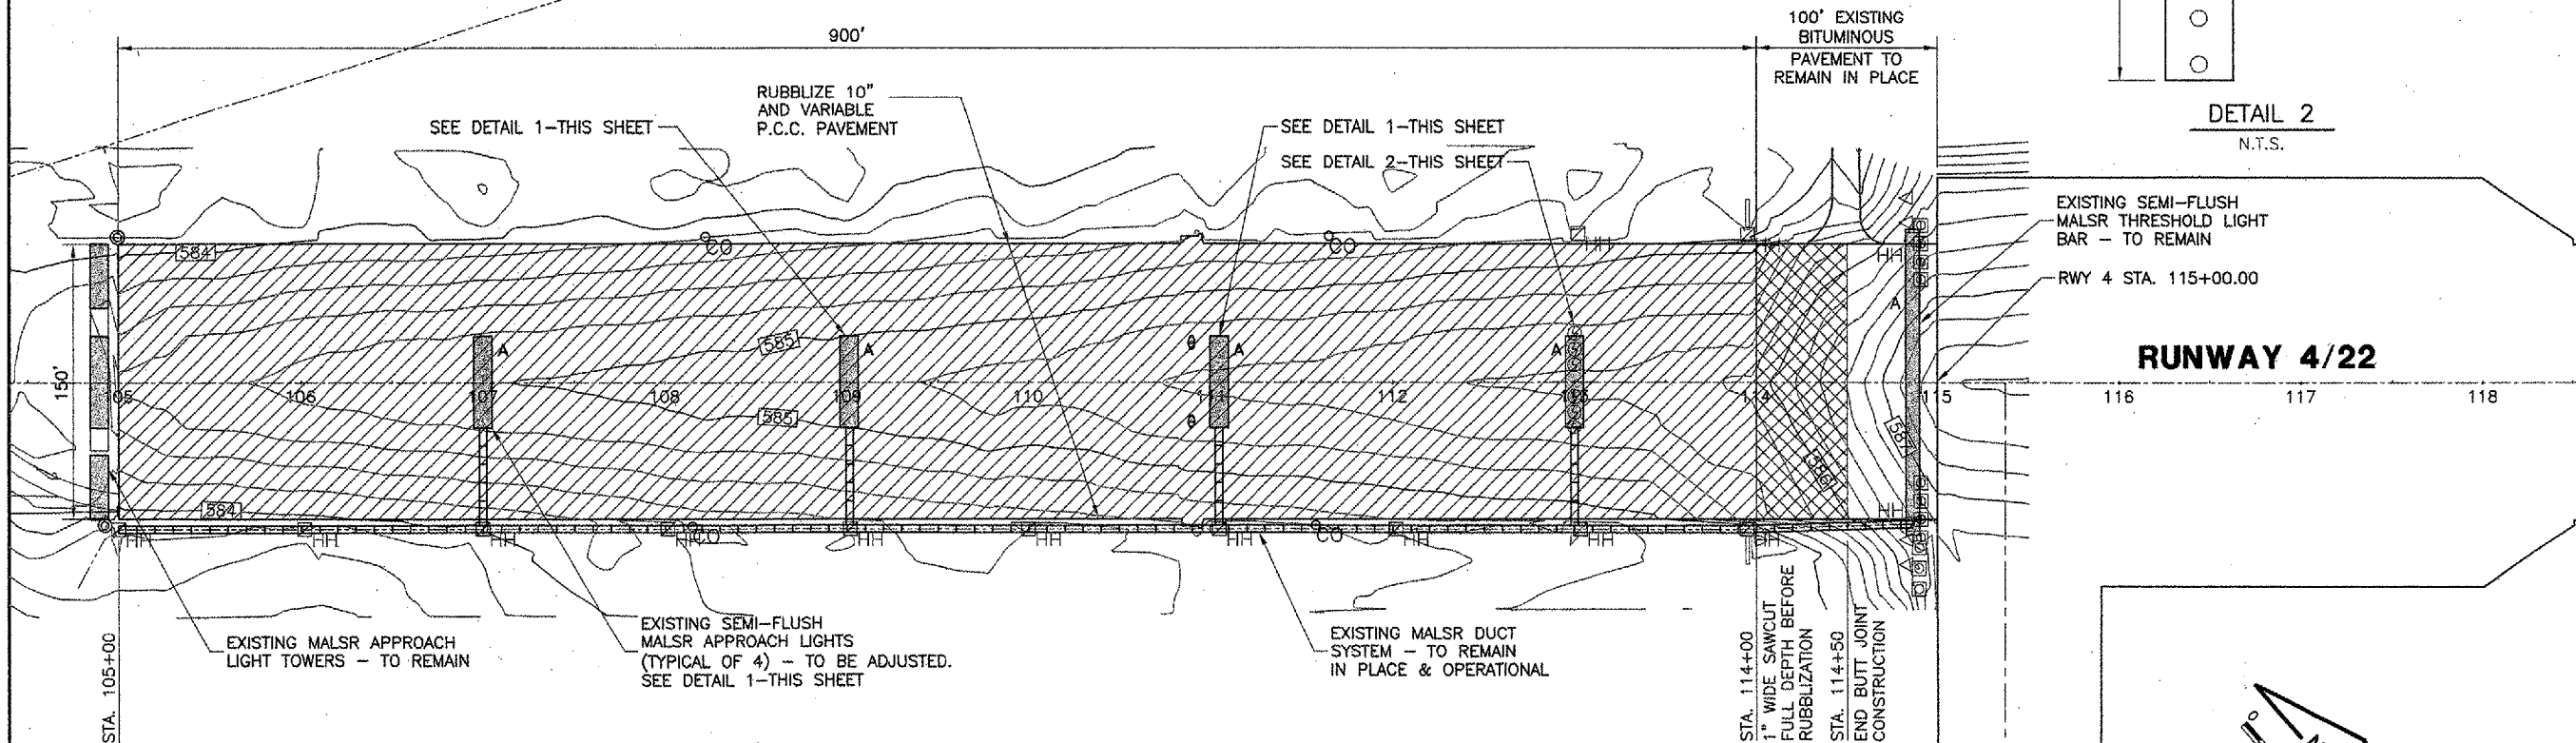 900'
100' EXISTING
BITUMINOUS
PAVEMENT TO
REMAIN IN PLACE
RUBBLIZE 10"
AND VARIABLE
P.C.C. PAVEMENT
SEE DETAIL 1-THIS SHEET
SEE DETAIL 1-THIS SHEET
SEE DETAIL 2-THIS SHEET
DETAIL 2
N.T.S.
EXISTING SEMI-FLUSH
MALSR THRESHOLD LIGHT
BAR - TO REMAIN
RWY 4 STA. 115+00.00
RUNWAY 4/22
584
CO
CO
HH
HH
HH
585
A
A
A
A
A
150'
105
106
107
108
109
110
111
112
113
114
115
116
117
118
585
587
586
584
HH
HH
HH
HH
HH
CO
HH
HH
HH
CO
HH
HH
HH
HH
EXISTING MALSR APPROACH
LIGHT TOWERS - TO REMAIN
EXISTING SEMI-FLUSH
MALSR APPROACH LIGHTS
(TYPICAL OF 4) - TO BE ADJUSTED.
SEE DETAIL 1-THIS SHEET
EXISTING MALSR DUCT
SYSTEM - TO REMAIN
IN PLACE & OPERATIONAL
STA. 105+00
STA. 114+00
1" WIDE SAWCUT
FULL DEPTH BEFORE
RUBBLIZATION
STA. 114+50
END BUTT JOINT
CONSTRUCTION